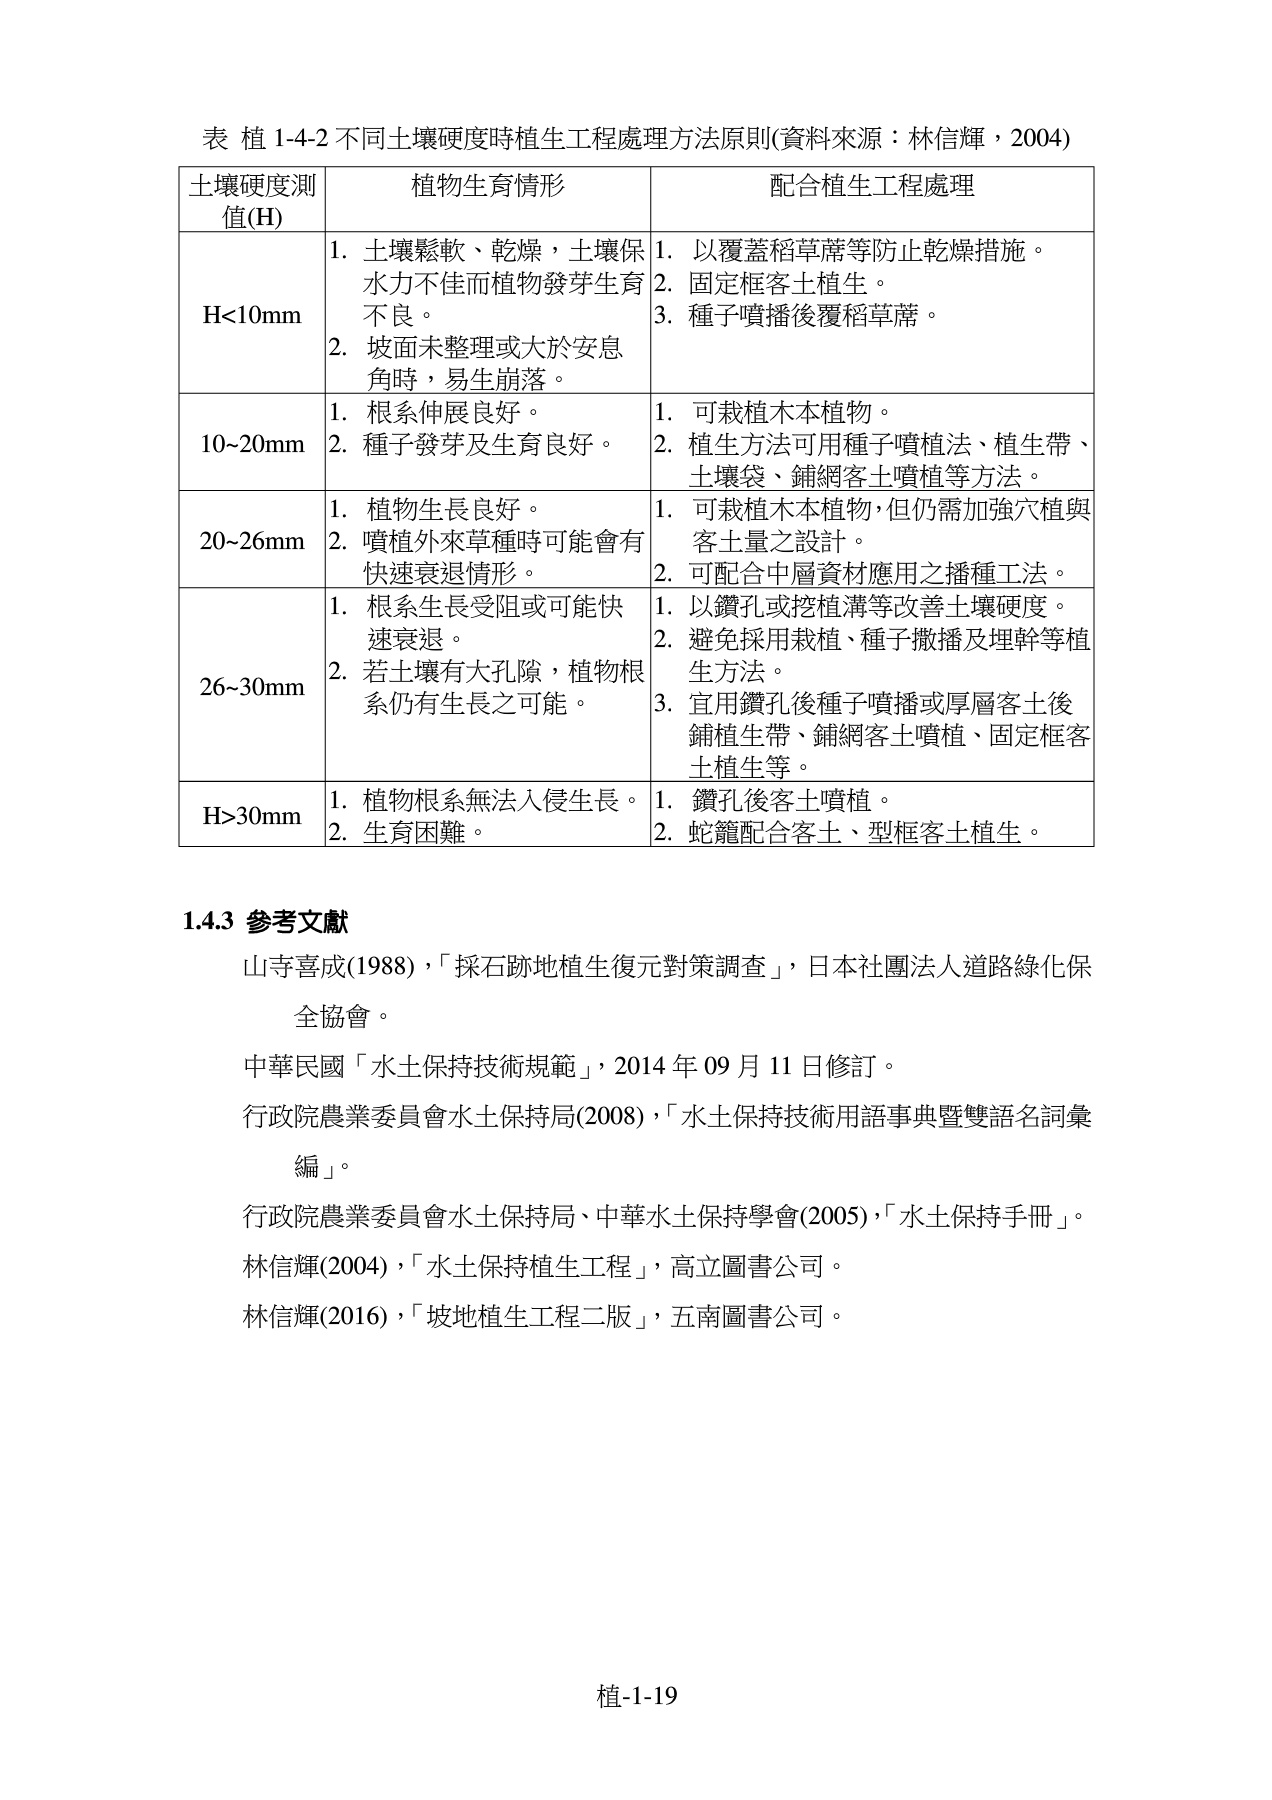 表 植 1-4-2 不同土壤硬度時植生工程處理方法原則(資料來源：林信輝，2004)
土壤硬度測
值(H)
植物生育情形
配合植生工程處理
H<10mm
1. 土壤鬆軟、乾燥，土壤保
水力不佳而植物發芽生育
不良。
2. 坡面未整理或大於安息
角時，易生崩落。
1. 以覆蓋稻草蓆等防止乾燥措施。
2. 固定框客土植生。
3. 種子噴播後覆稻草蓆。
10~20mm
1. 根系伸展良好。
2. 種子發芽及生育良好。
1. 可栽植木本植物。
2. 植生方法可用種子噴植法、植生帶、
土壤袋、鋪網客土噴植等方法。
20~26mm
1. 植物生長良好。
2. 噴植外來草種時可能會有
快速衰退情形。
1. 可栽植木本植物，但仍需加強穴植與
客土量之設計。
2. 可配合中層資材應用之播種工法。
26~30mm
1. 根系生長受阻或可能快
速衰退。
2. 若土壤有大孔隙，植物根
系仍有生長之可能。
1. 以鑽孔或挖植溝等改善土壤硬度。
2. 避免採用栽植、種子撒播及埋幹等植
生方法。
3. 宜用鑽孔後種子噴播或厚層客土後
鋪植生帶、鋪網客土噴植、固定框客
土植生等。
H>30mm
1. 植物根系無法入侵生長。
2. 生育困難。
1. 鑽孔後客土噴植。
2. 蛇籠配合客土、型框客土植生。
1.4.3 參考文獻
山寺喜成(1988)，「採石跡地植生復元對策調查」，日本社團法人道路綠化保
全協會。
中華民國「水土保持技術規範」，2014 年 09 月 11 日修訂。
行政院農業委員會水土保持局(2008)，「水土保持技術用語事典暨雙語名詞彙
編」。
行政院農業委員會水土保持局、中華水土保持學會(2005)，「水土保持手冊」。
林信輝(2004)，「水土保持植生工程」，高立圖書公司。
林信輝(2016)，「坡地植生工程二版」，五南圖書公司。
植-1-19